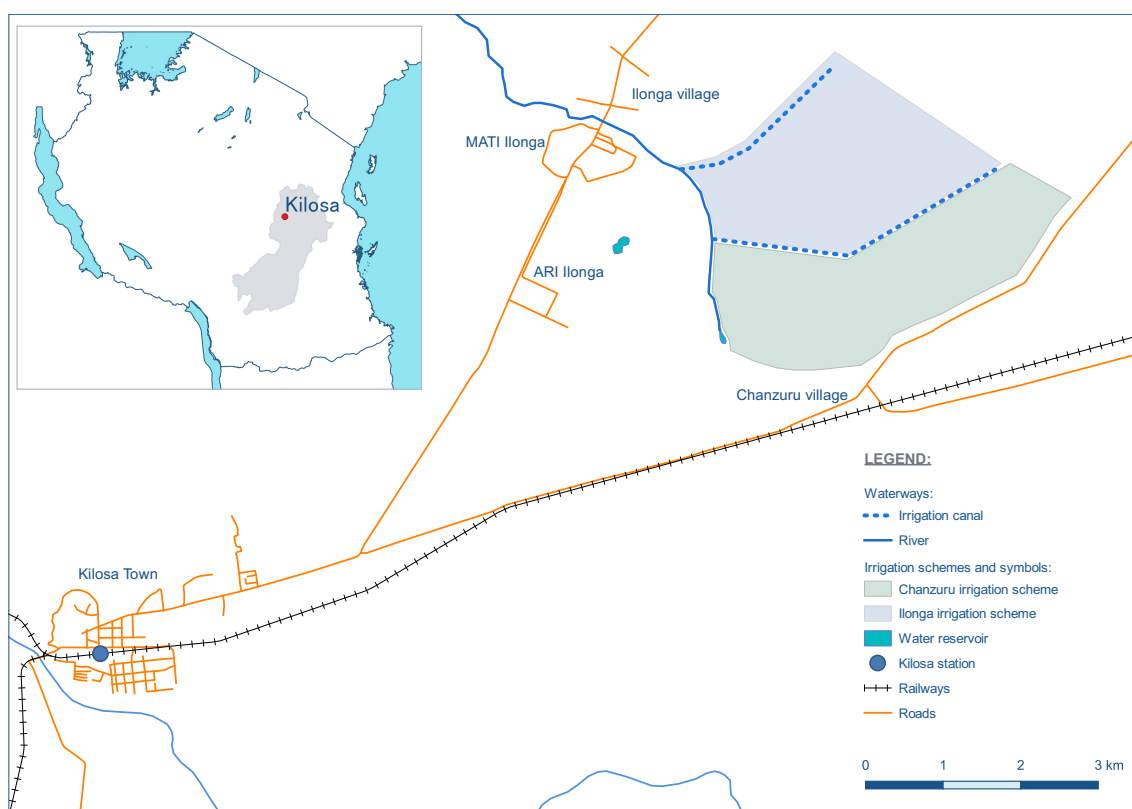 Kilosa
Ilonga village
MATI Ilonga
ARI Ilonga
Chanzuru village
Kilosa Town
LEGEND:
Waterways:
Irrigation canal
River
Irrigation schemes and symbols:
Chanzuru irrigation scheme
Ilonga irrigation scheme
Water reservoir
Kilosa station
Railways
Roads
0 1 2 3 km